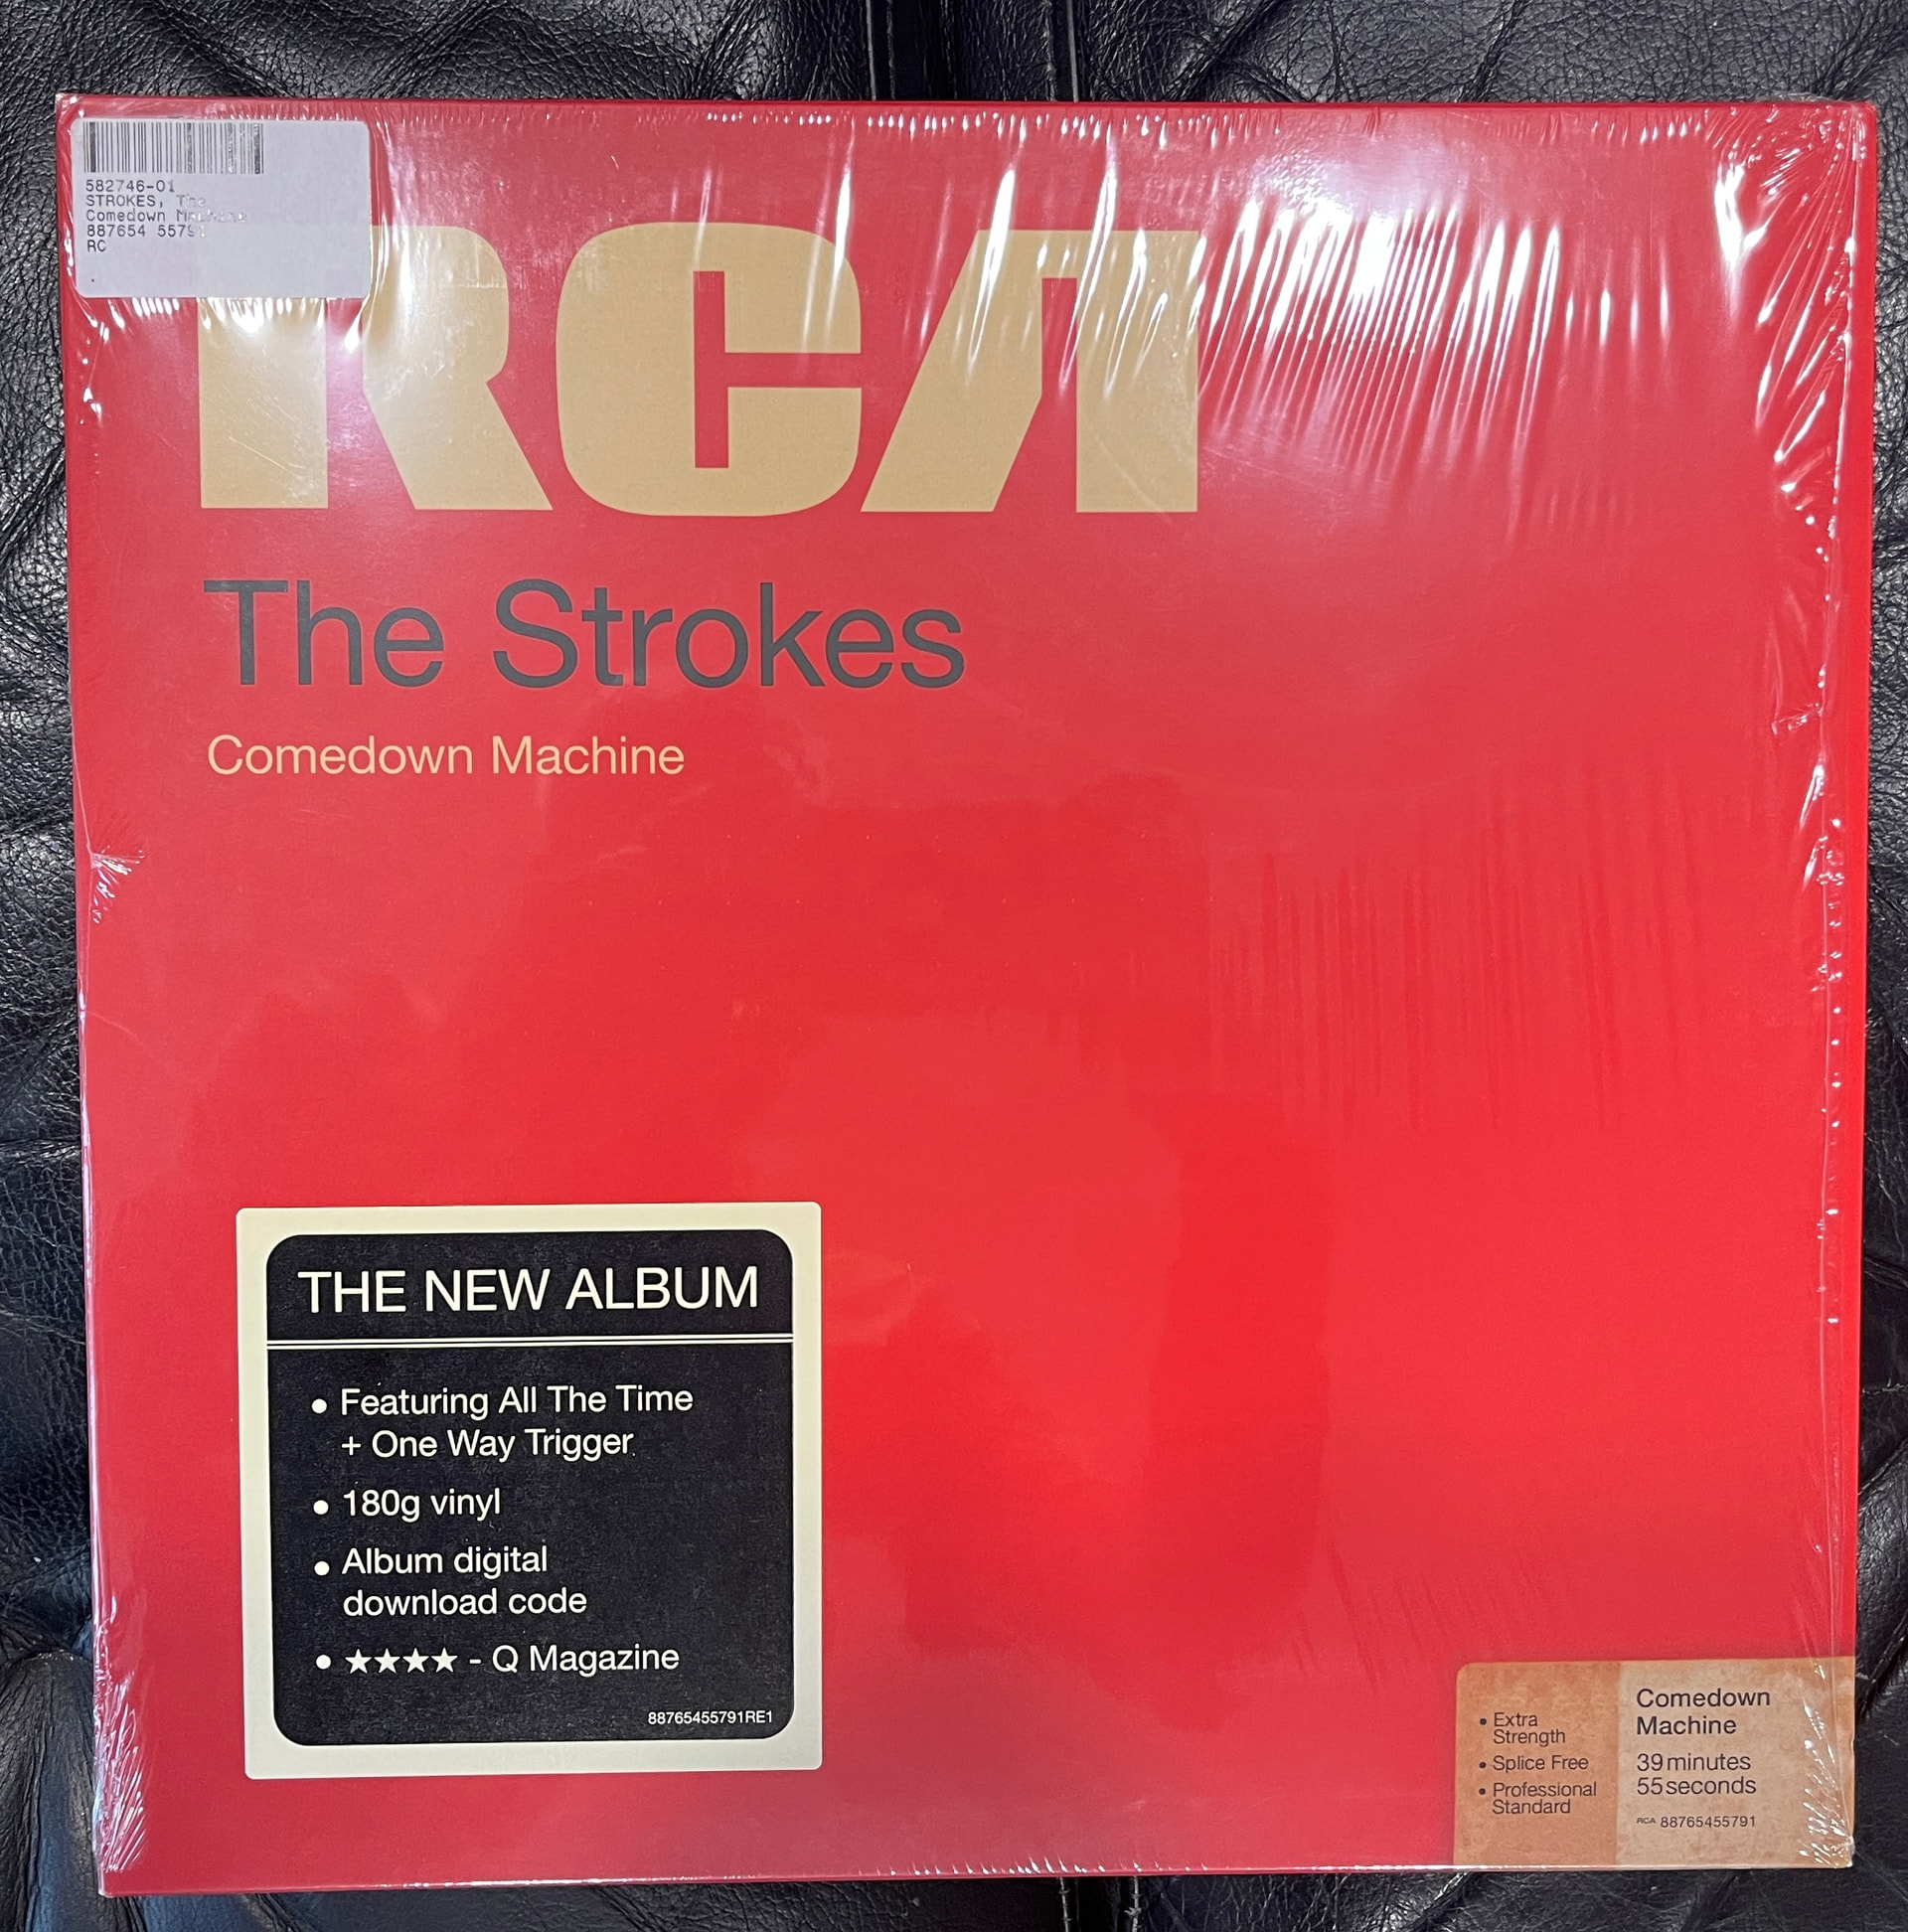 582746-01
STROKES, The
Comedown Machine
887654 5579
RC
RCA
The Strokes
Comedown Machine
THE NEW ALBUM
• Featuring All The Time
+ One Way Trigger
• 180g vinyl
• Album digital
download code
• ★★★★ - Q Magazine
88765455791RE1
• Extra
Strength
• Splice Free
• Professional
Standard
Comedown
Machine
39 minutes
55 seconds
RCA 88765455791